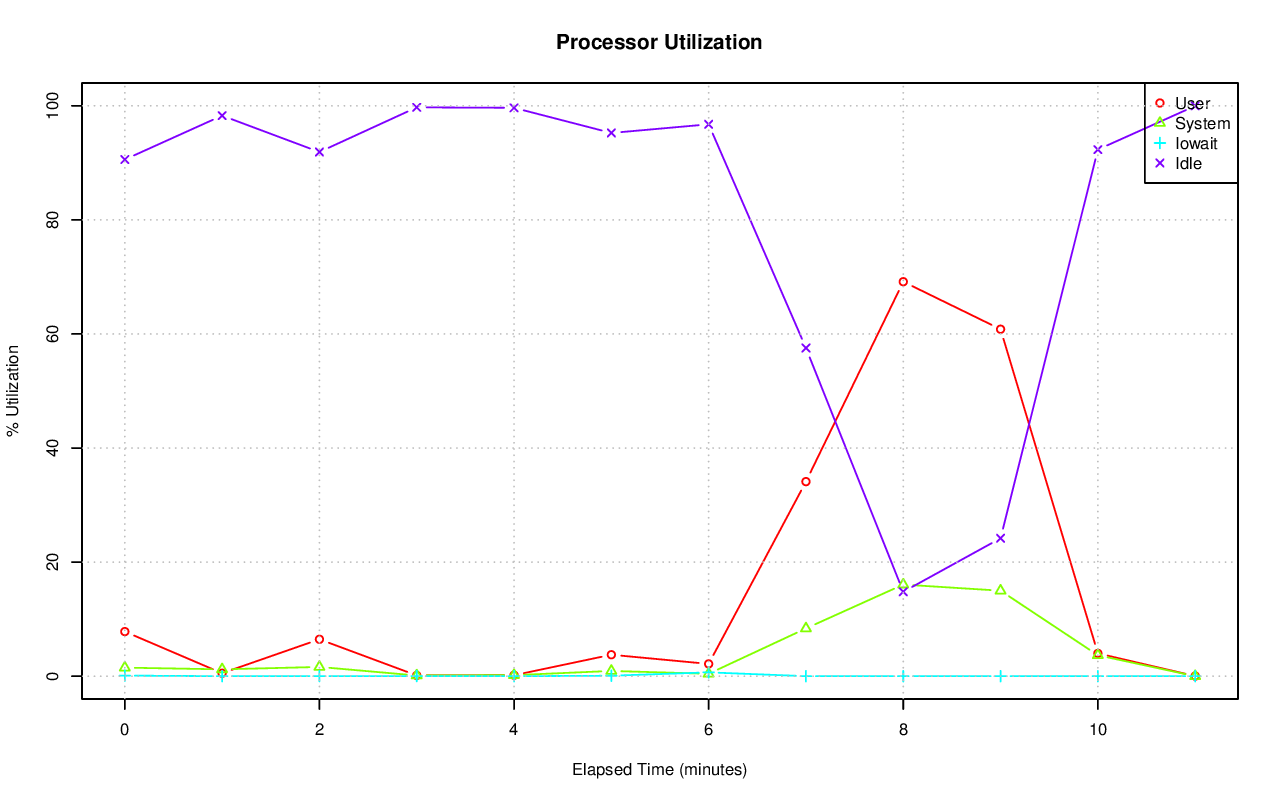 Processor Utilization
% Utilization
100
80
60
40
20
0
User
System
Iowait
Idle
0 2 4 6 8 10
Elapsed Time (minutes)